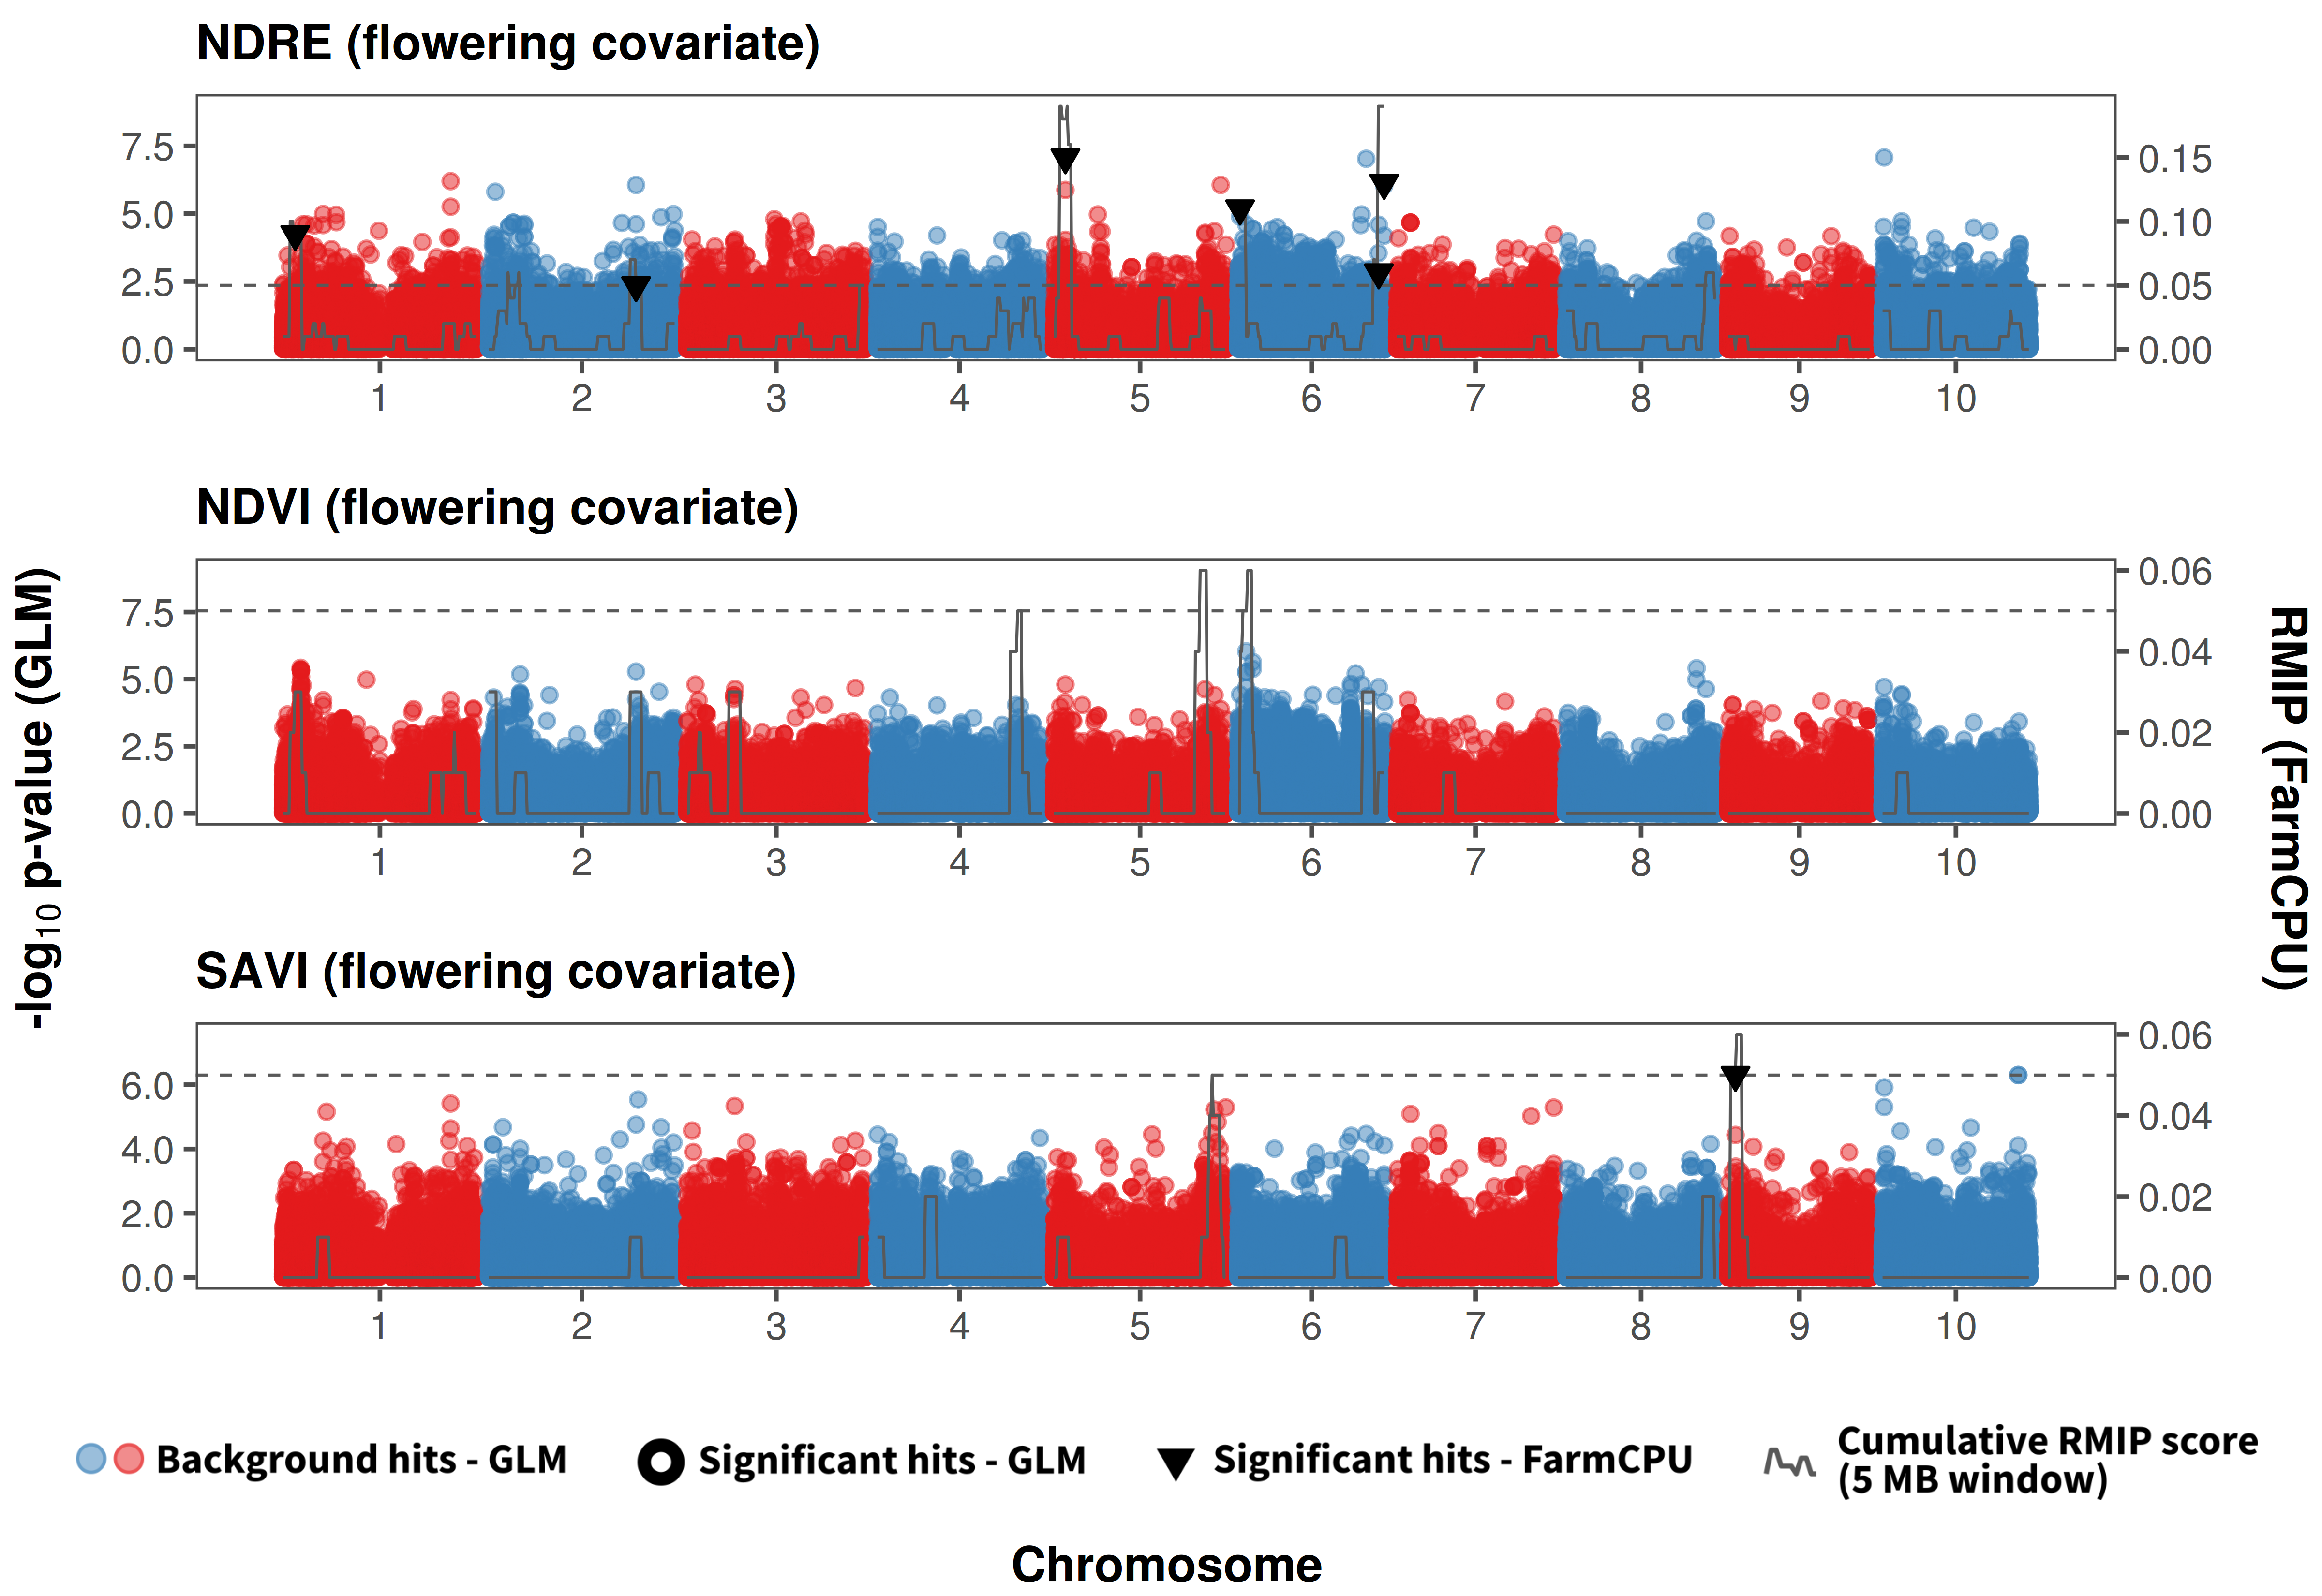 NDRE (flowering covariate)
7.5
5.0
2.5
0.0
0.15
0.10
0.05
0.00
1 2 3 4 5 6 7 8 9 10
NDVI (flowering covariate)
-log10 p-value (GLM)
7.5
5.0
2.5
0.0
0.06
0.04
0.02
0.00
RMIP (FarmCPU)
1 2 3 4 5 6 7 8 9 10
SAVI (flowering covariate)
6.0
4.0
2.0
0.0
0.06
0.04
0.02
0.00
1 2 3 4 5 6 7 8 9 10
Background hits - GLM
Significant hits - GLM
Significant hits - FarmCPU
Cumulative RMIP score
(5 MB window)
Chromosome